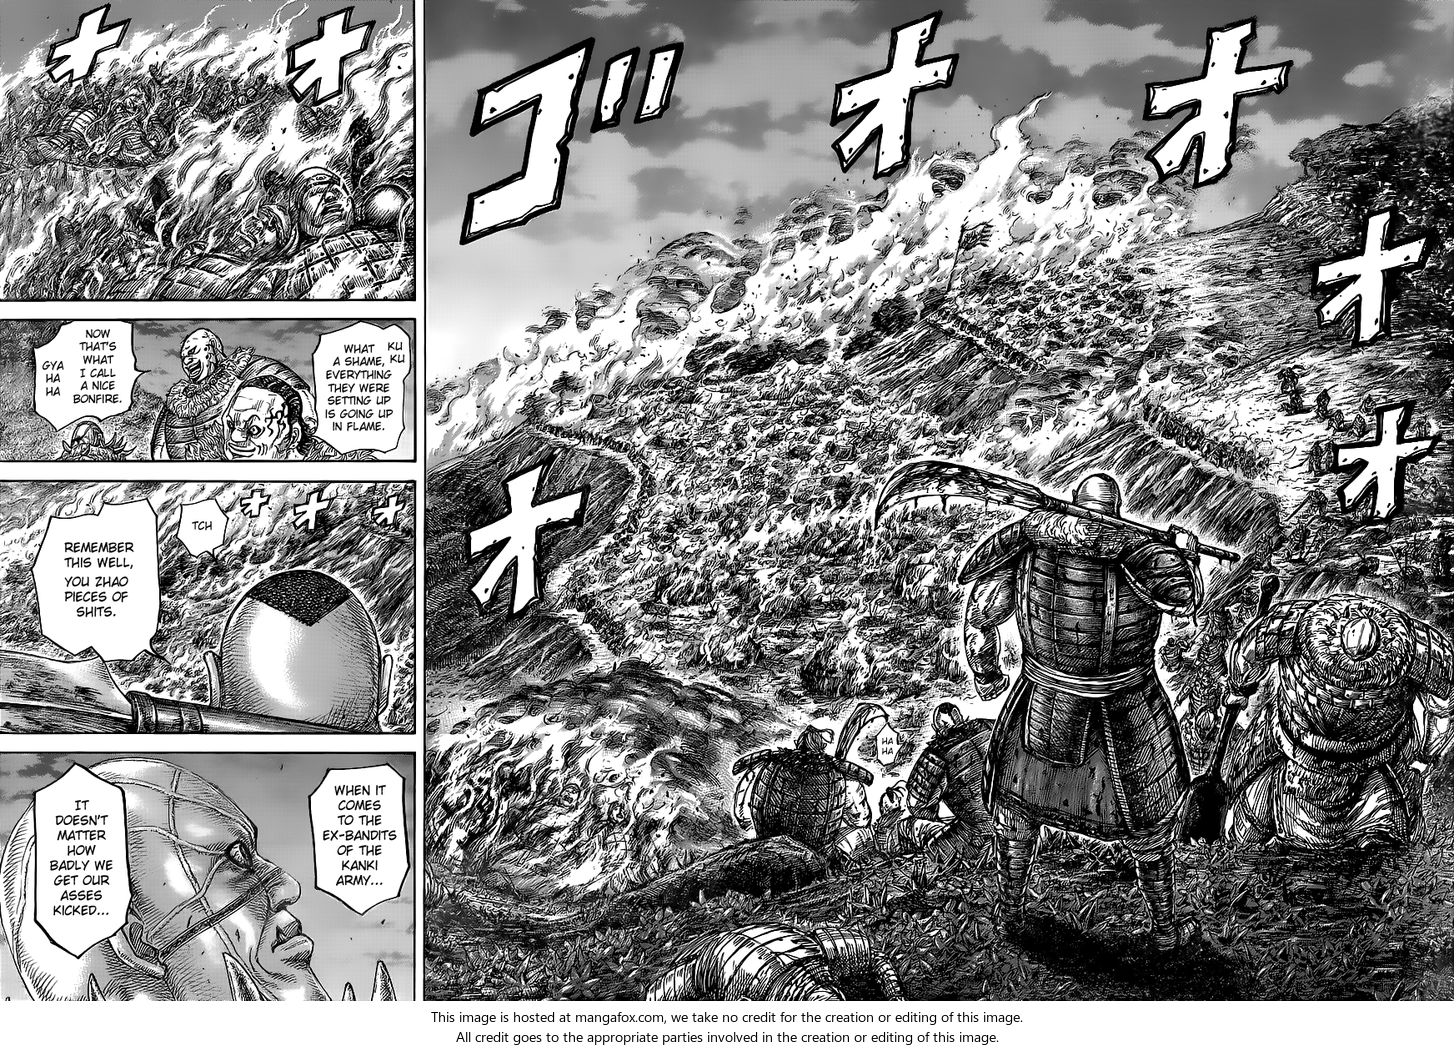 ゴオオオオ
オ
HA
HA
オオ
KU
KU
WHAT
A SHAME,
EVERYTHING
THEY WERE
SETTING UP
IS GOING UP
IN FLAME.
NOW
THAT'S
WHAT
I CALL
A NICE
BONFIRE.
GYA
HA
HA
オオオ
TCH
REMEMBER
THIS WELL,
YOU ZHAO
PIECES OF
SHITS.
WHEN IT
COMES
TO THE
EX-BANDITS
OF THE
KANKI
ARMY...
IT
DOESN'T
MATTER
HOW
BADLY WE
GET OUR
ASSES
KICKED...
This image is hosted at mangafox.com, we take no credit for the creation or editing of this image.
All credit goes to the appropriate parties involved in the creation or editing of this image.